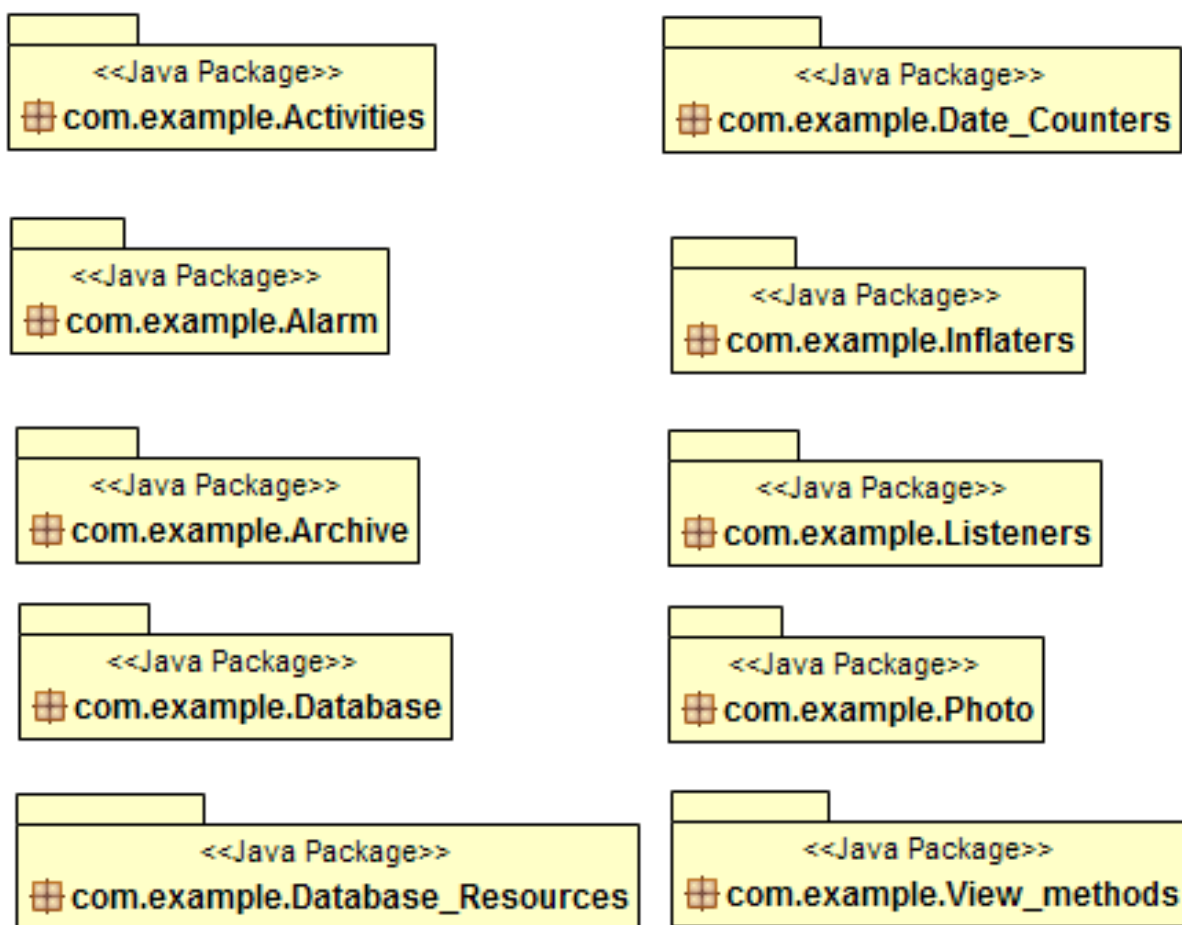 <<Java Package>>
com.example.Activities
<<Java Package>>
com.example.Date_Counters
<<Java Package>>
com.example.Alarm
<<Java Package>>
com.example.Inflaters
<<Java Package>>
com.example.Archive
<<Java Package>>
com.example.Listeners
<<Java Package>>
com.example.Database
<<Java Package>>
com.example.Photo
<<Java Package>>
com.example.Database_Resources
<<Java Package>>
com.example.View_methods